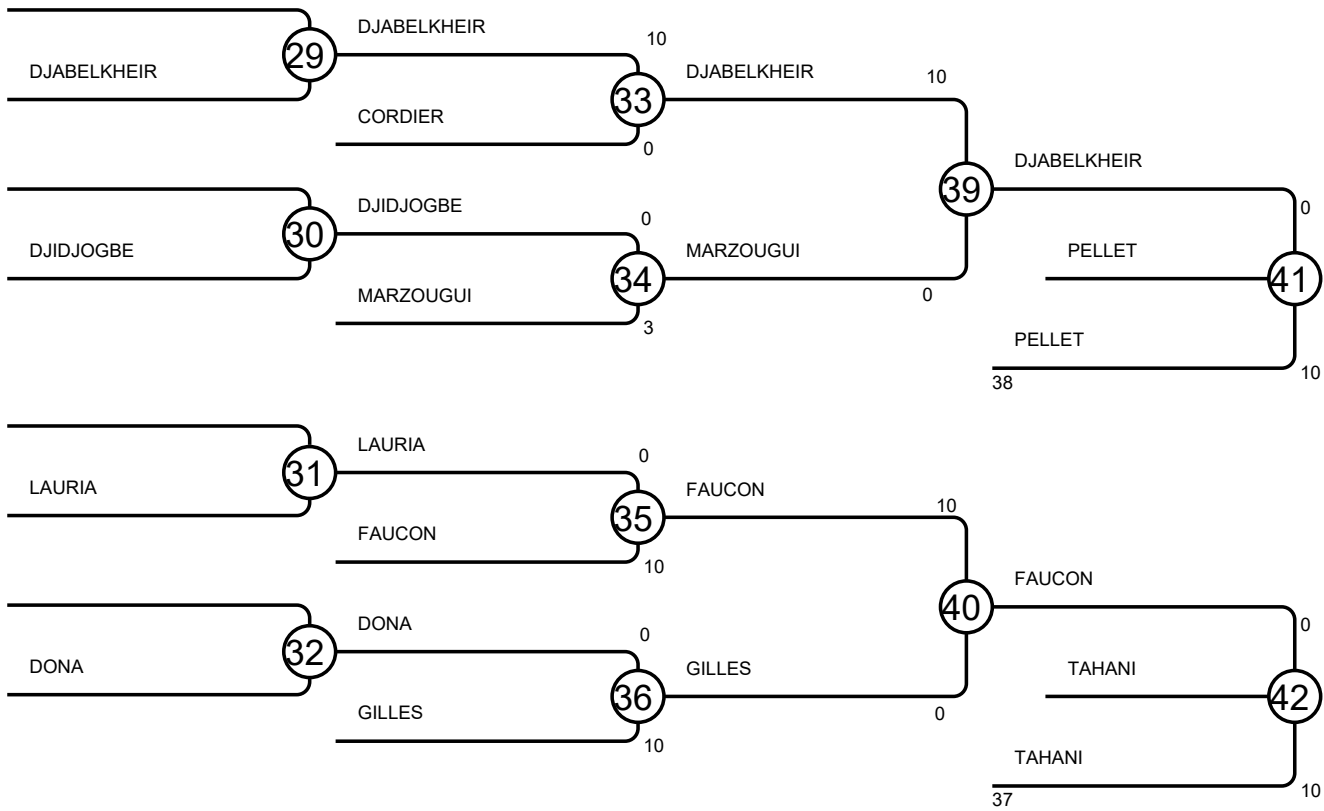 DJABELKHEIR
29
DJABELKHEIR
10
CORDIER
0
33
DJABELKHEIR
10
DJIDJOGBE
30
DJIDJOGBE
0
MARZOUGUI
3
34
MARZOUGUI
0
39
DJABELKHEIR
0
PELLET
41
PELLET
38
10
LAURIA
31
LAURIA
0
FAUCON
10
35
FAUCON
10
DONA
32
DONA
0
GILLES
10
36
GILLES
0
40
FAUCON
0
TAHANI
42
TAHANI
37
10